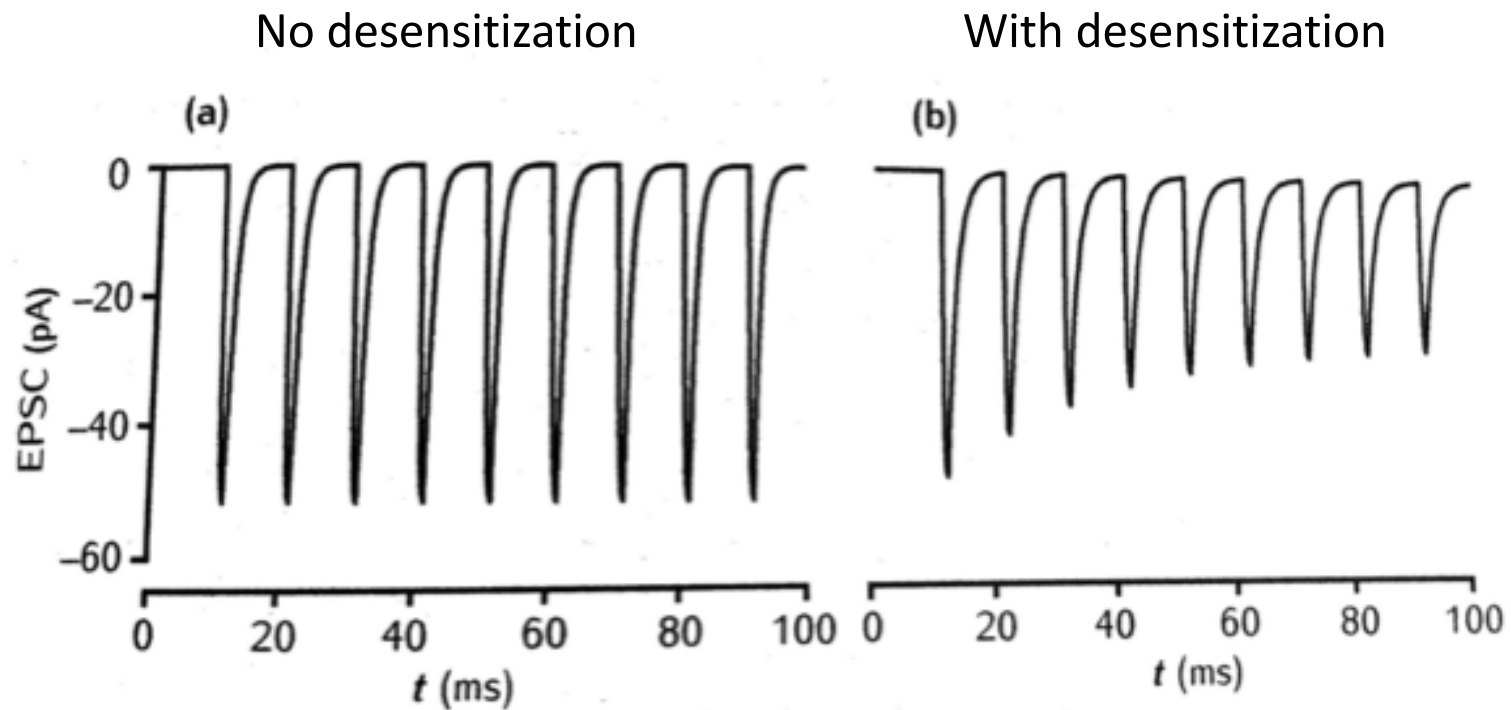 No desensitization
With desensitization
(a)
(b)
0
–20
–40
–60
EPSC (pA)
0 20 40 60 80 100
0 20 40 60 80 100
t (ms)
t (ms)